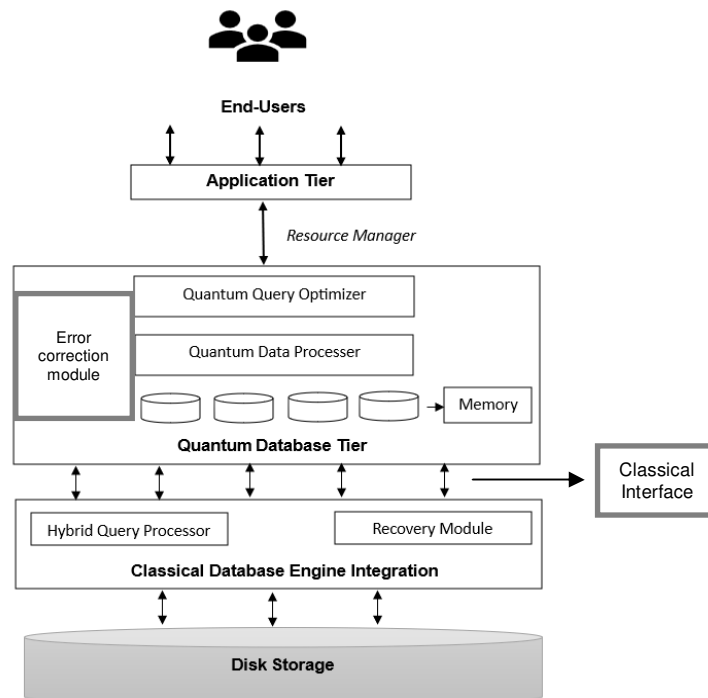 End-Users
Application Tier
Resource Manager
Quantum Query Optimizer
Error
correction
module
Quantum Data Processer
Memory
Quantum Database Tier
Classical
Interface
Hybrid Query Processor
Recovery Module
Classical Database Engine Integration
Disk Storage